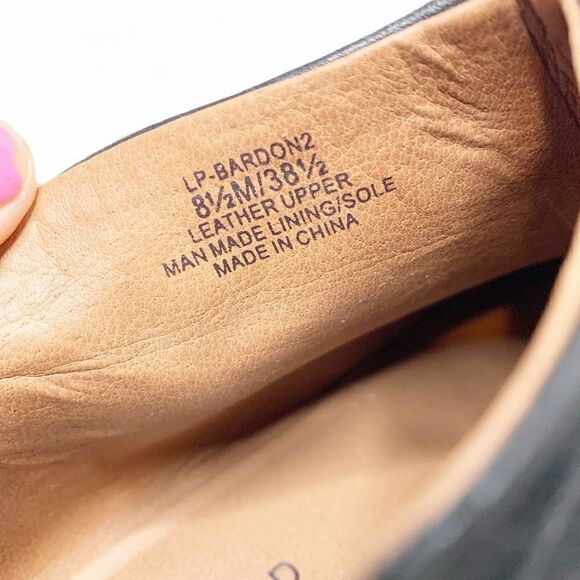 LP-BARDON2
8½M/38½
LEATHER UPPER
MAN MADE LINING/SOLE
MADE IN CHINA
D